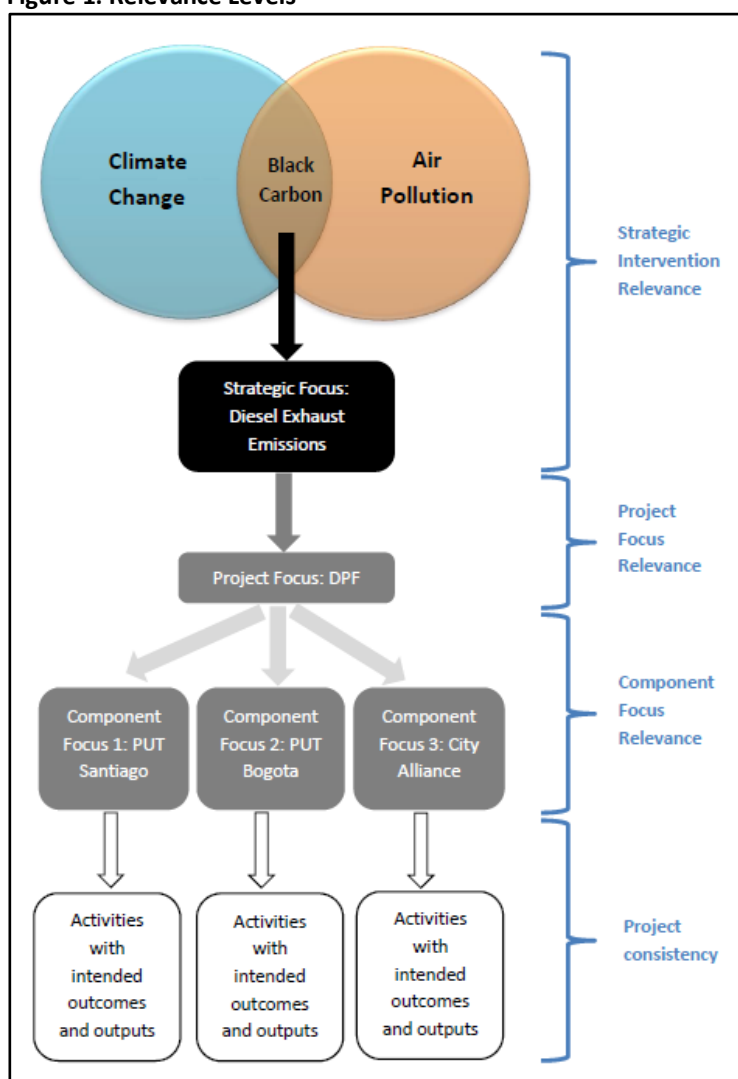 Figure 1: Relevance Levels
Climate
Change
Black
Carbon
Air
Pollution
Strategic
Intervention
Relevance
Strategic Focus:
Diesel Exhaust
Emissions
Project
Focus
Relevance
Project Focus: DPF
Component
Focus
Relevance
Component
Focus 1: PUT
Santiago
Component
Focus 2: PUT
Bogota
Component
Focus 3: City
Alliance
Activities
with
intended
outcomes
and outputs
Activities
with
intended
outcomes
and outputs
Activities
with
intended
outcomes
and outputs
Project
consistency